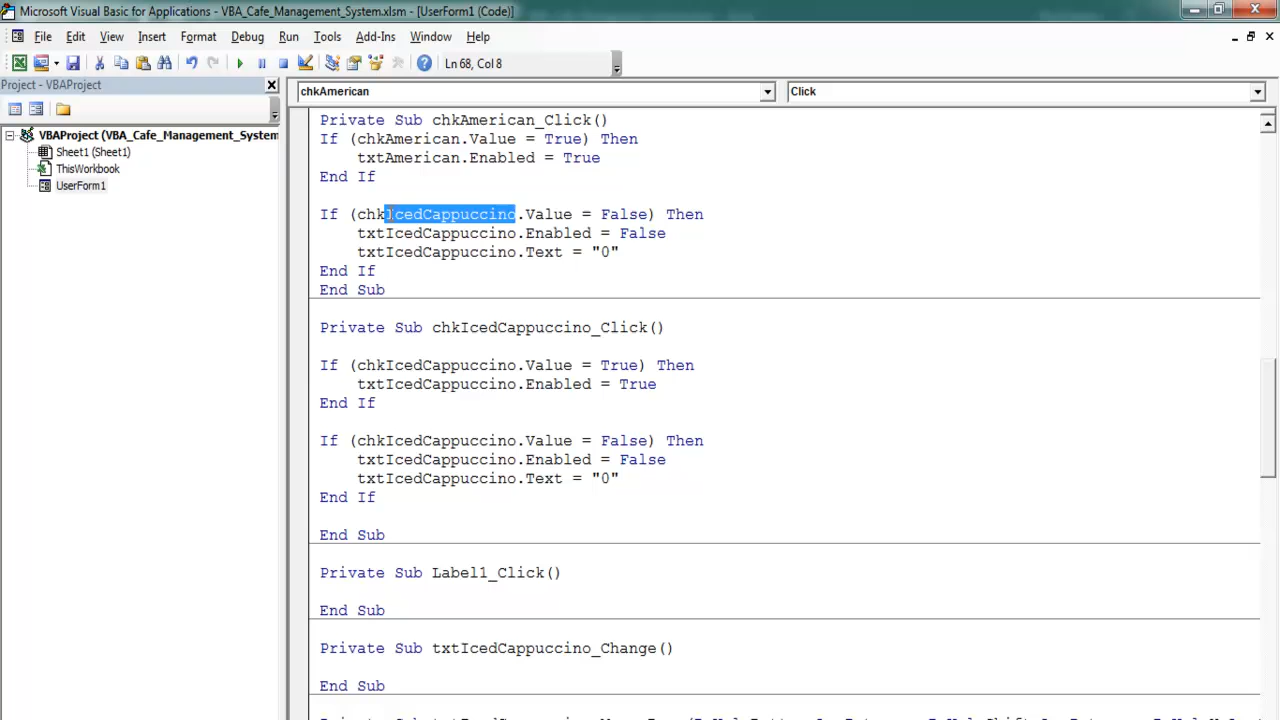 Microsoft Visual Basic for Applications - VBA_Cafe_Management_System.xlsm - [UserForm1 (Code)]
File Edit View Insert Format Debug Run Tools Add-Ins Window Help
Ln 68, Col 8
Project - VBAProject
chkAmerican Click
VBAProject (VBA_Cafe_Management_System
Sheet1 (Sheet1)
ThisWorkbook
UserForm1
Private Sub chkAmerican_Click()
If (chkAmerican.Value = True) Then
txtAmerican.Enabled = True
End If
If (chkIcedCappuccino.Value = False) Then
txtIcedCappuccino.Enabled = False
txtIcedCappuccino.Text = "0"
End If
End Sub
Private Sub chkIcedCappuccino_Click()
If (chkIcedCappuccino.Value = True) Then
txtIcedCappuccino.Enabled = True
End If
If (chkIcedCappuccino.Value = False) Then
txtIcedCappuccino.Enabled = False
txtIcedCappuccino.Text = "0"
End If
End Sub
Private Sub Label1_Click()
End Sub
Private Sub txtIcedCappuccino_Change()
End Sub